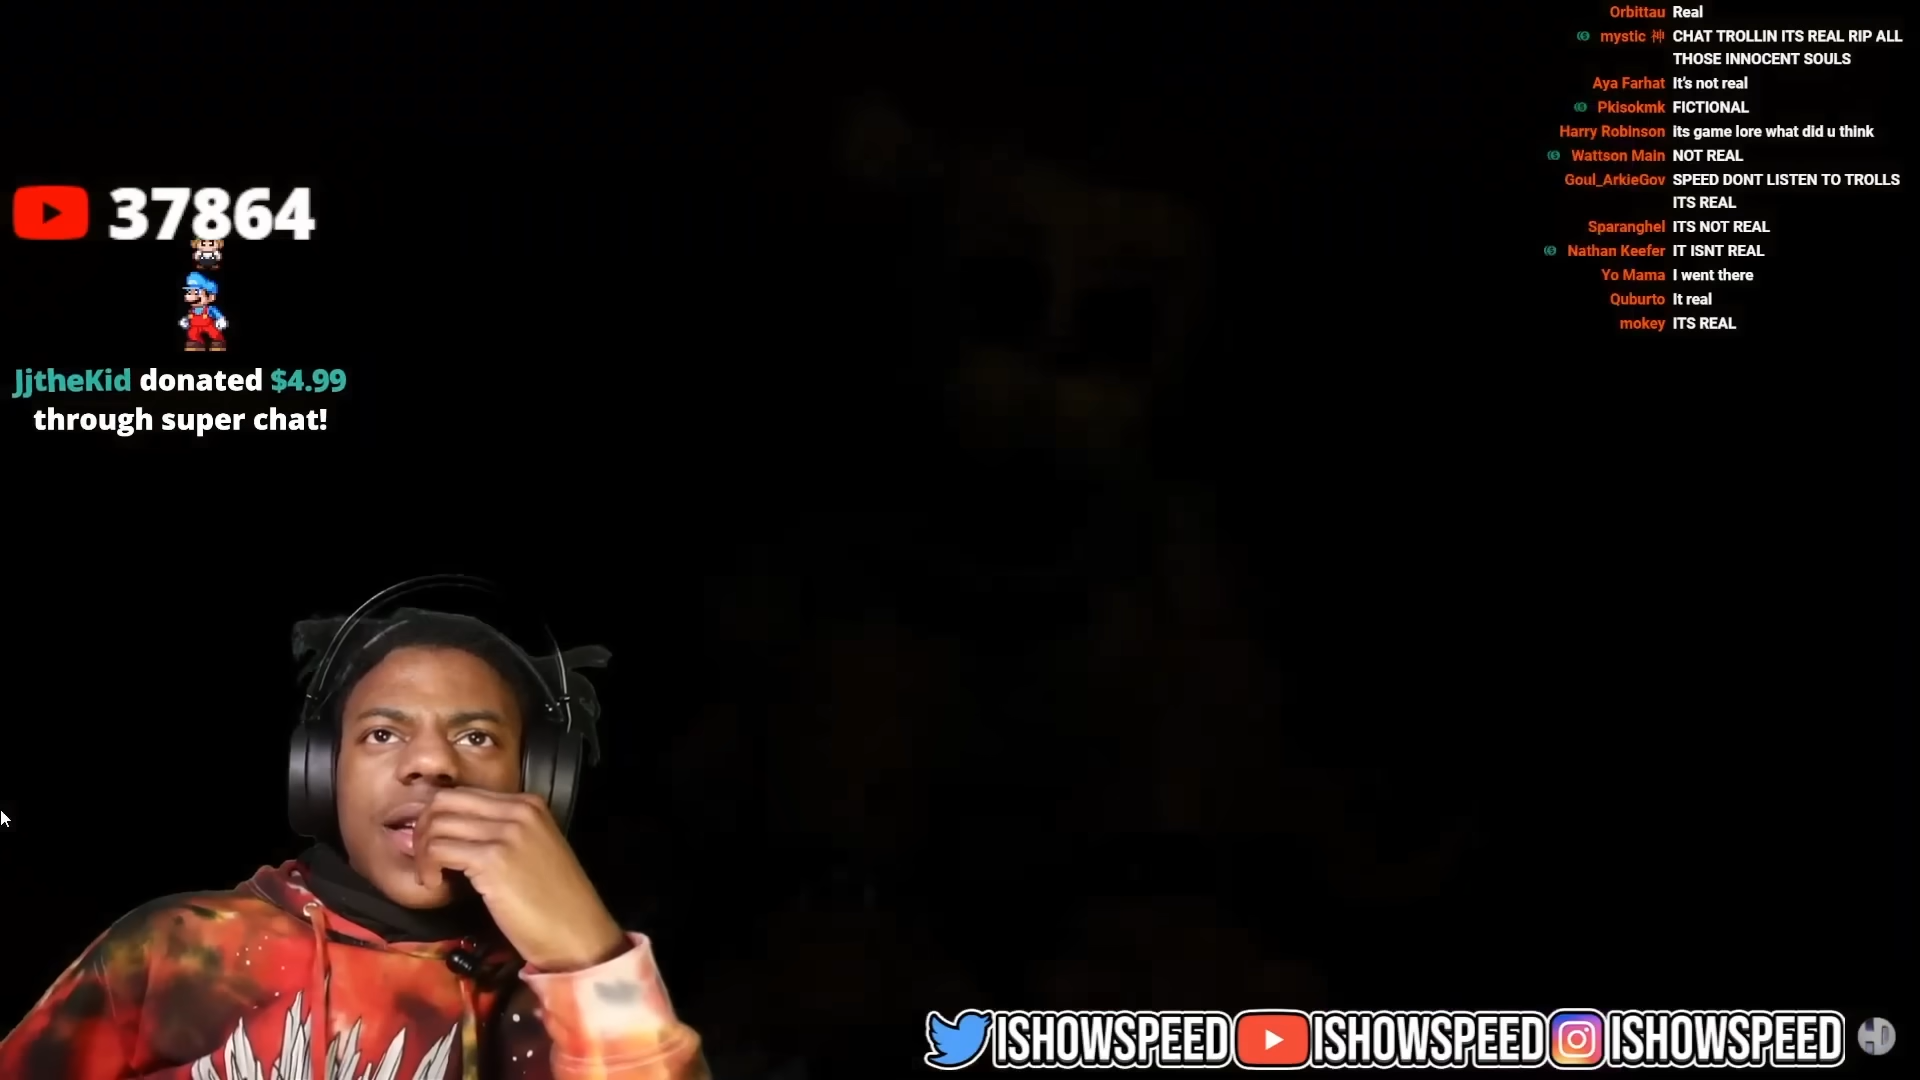 37864
JjtheKid donated $4.99
through super chat!
Orbittau Real
mystic 神 CHAT TROLLIN ITS REAL RIP ALL
THOSE INNOCENT SOULS
Aya Farhat It's not real
Pkisokmk FICTIONAL
Harry Robinson its game lore what did u think
Wattson Main NOT REAL
Goul_ArkieGov SPEED DONT LISTEN TO TROLLS
ITS REAL
Sparanghel ITS NOT REAL
Nathan Keefer IT ISNT REAL
Yo Mama I went there
Quburto It real
mokey ITS REAL
ISHOWSPEED ISHOWSPEED ISHOWSPEED HD